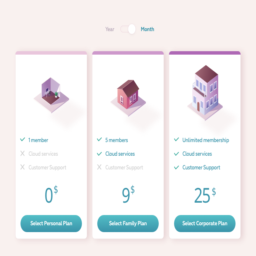 Year Month
1 member
Cloud services
Customer Support
0$
Select Personal Plan
5 members
Cloud services
Customer Support
9$
Select Family Plan
Unlimited membership
Cloud services
Customer Support
25$
Select Corporate Plan